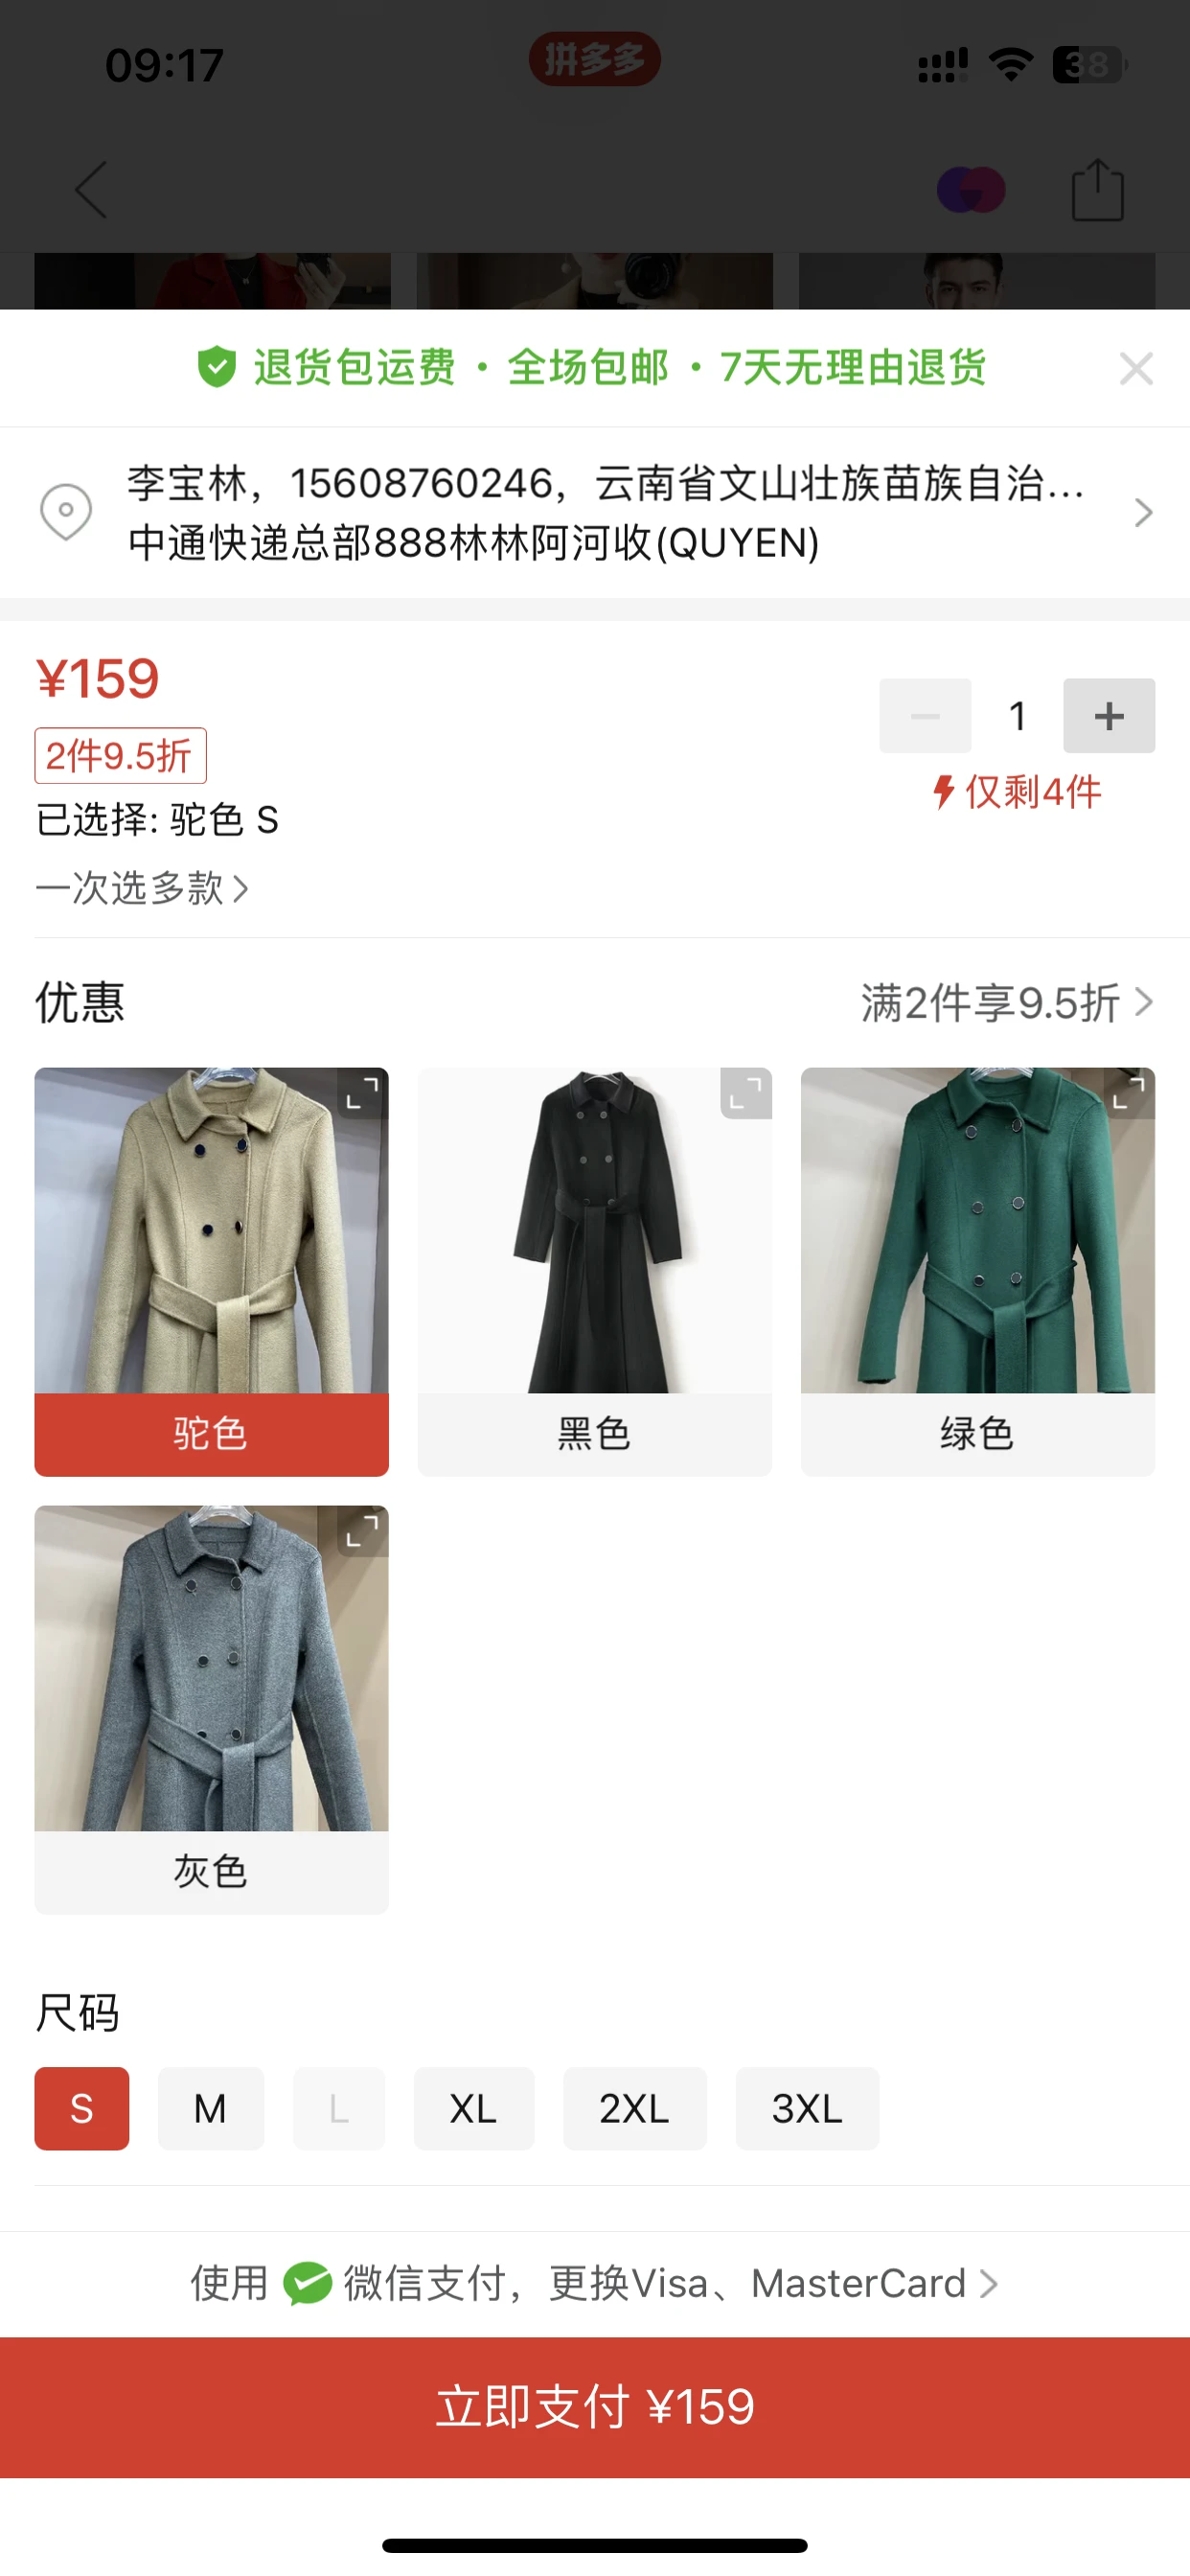 09:17
拼多多
38
退货包运费 · 全场包邮 · 7天无理由退货
李宝林，15608760246，云南省文山壮族苗族自治...
中通快递总部888林林阿河收(QUYEN)
¥159
1
2件9.5折
仅剩4件
已选择: 驼色 S
一次选多款
优惠
满2件享9.5折
驼色
黑色
绿色
灰色
尺码
S M L XL 2XL 3XL
使用 微信支付，更换Visa、MasterCard
立即支付 ¥159